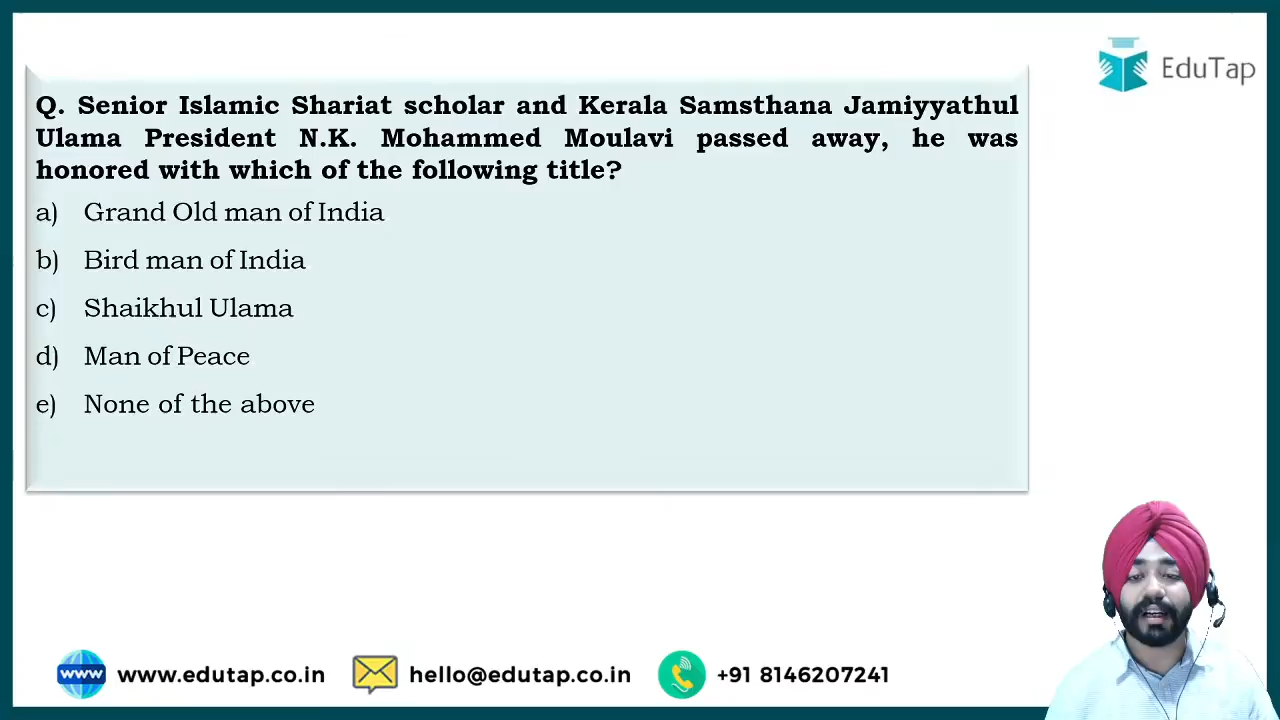 EduTap
Q. Senior Islamic Shariat scholar and Kerala Samsthana Jamiyyathul
Ulama President N.K. Mohammed Moulavi passed away, he was
honored with which of the following title?
a) Grand Old man of India
b) Bird man of India
c) Shaikhul Ulama
d) Man of Peace
e) None of the above
www www.edutap.co.in hello@edutap.co.in +91 8146207241